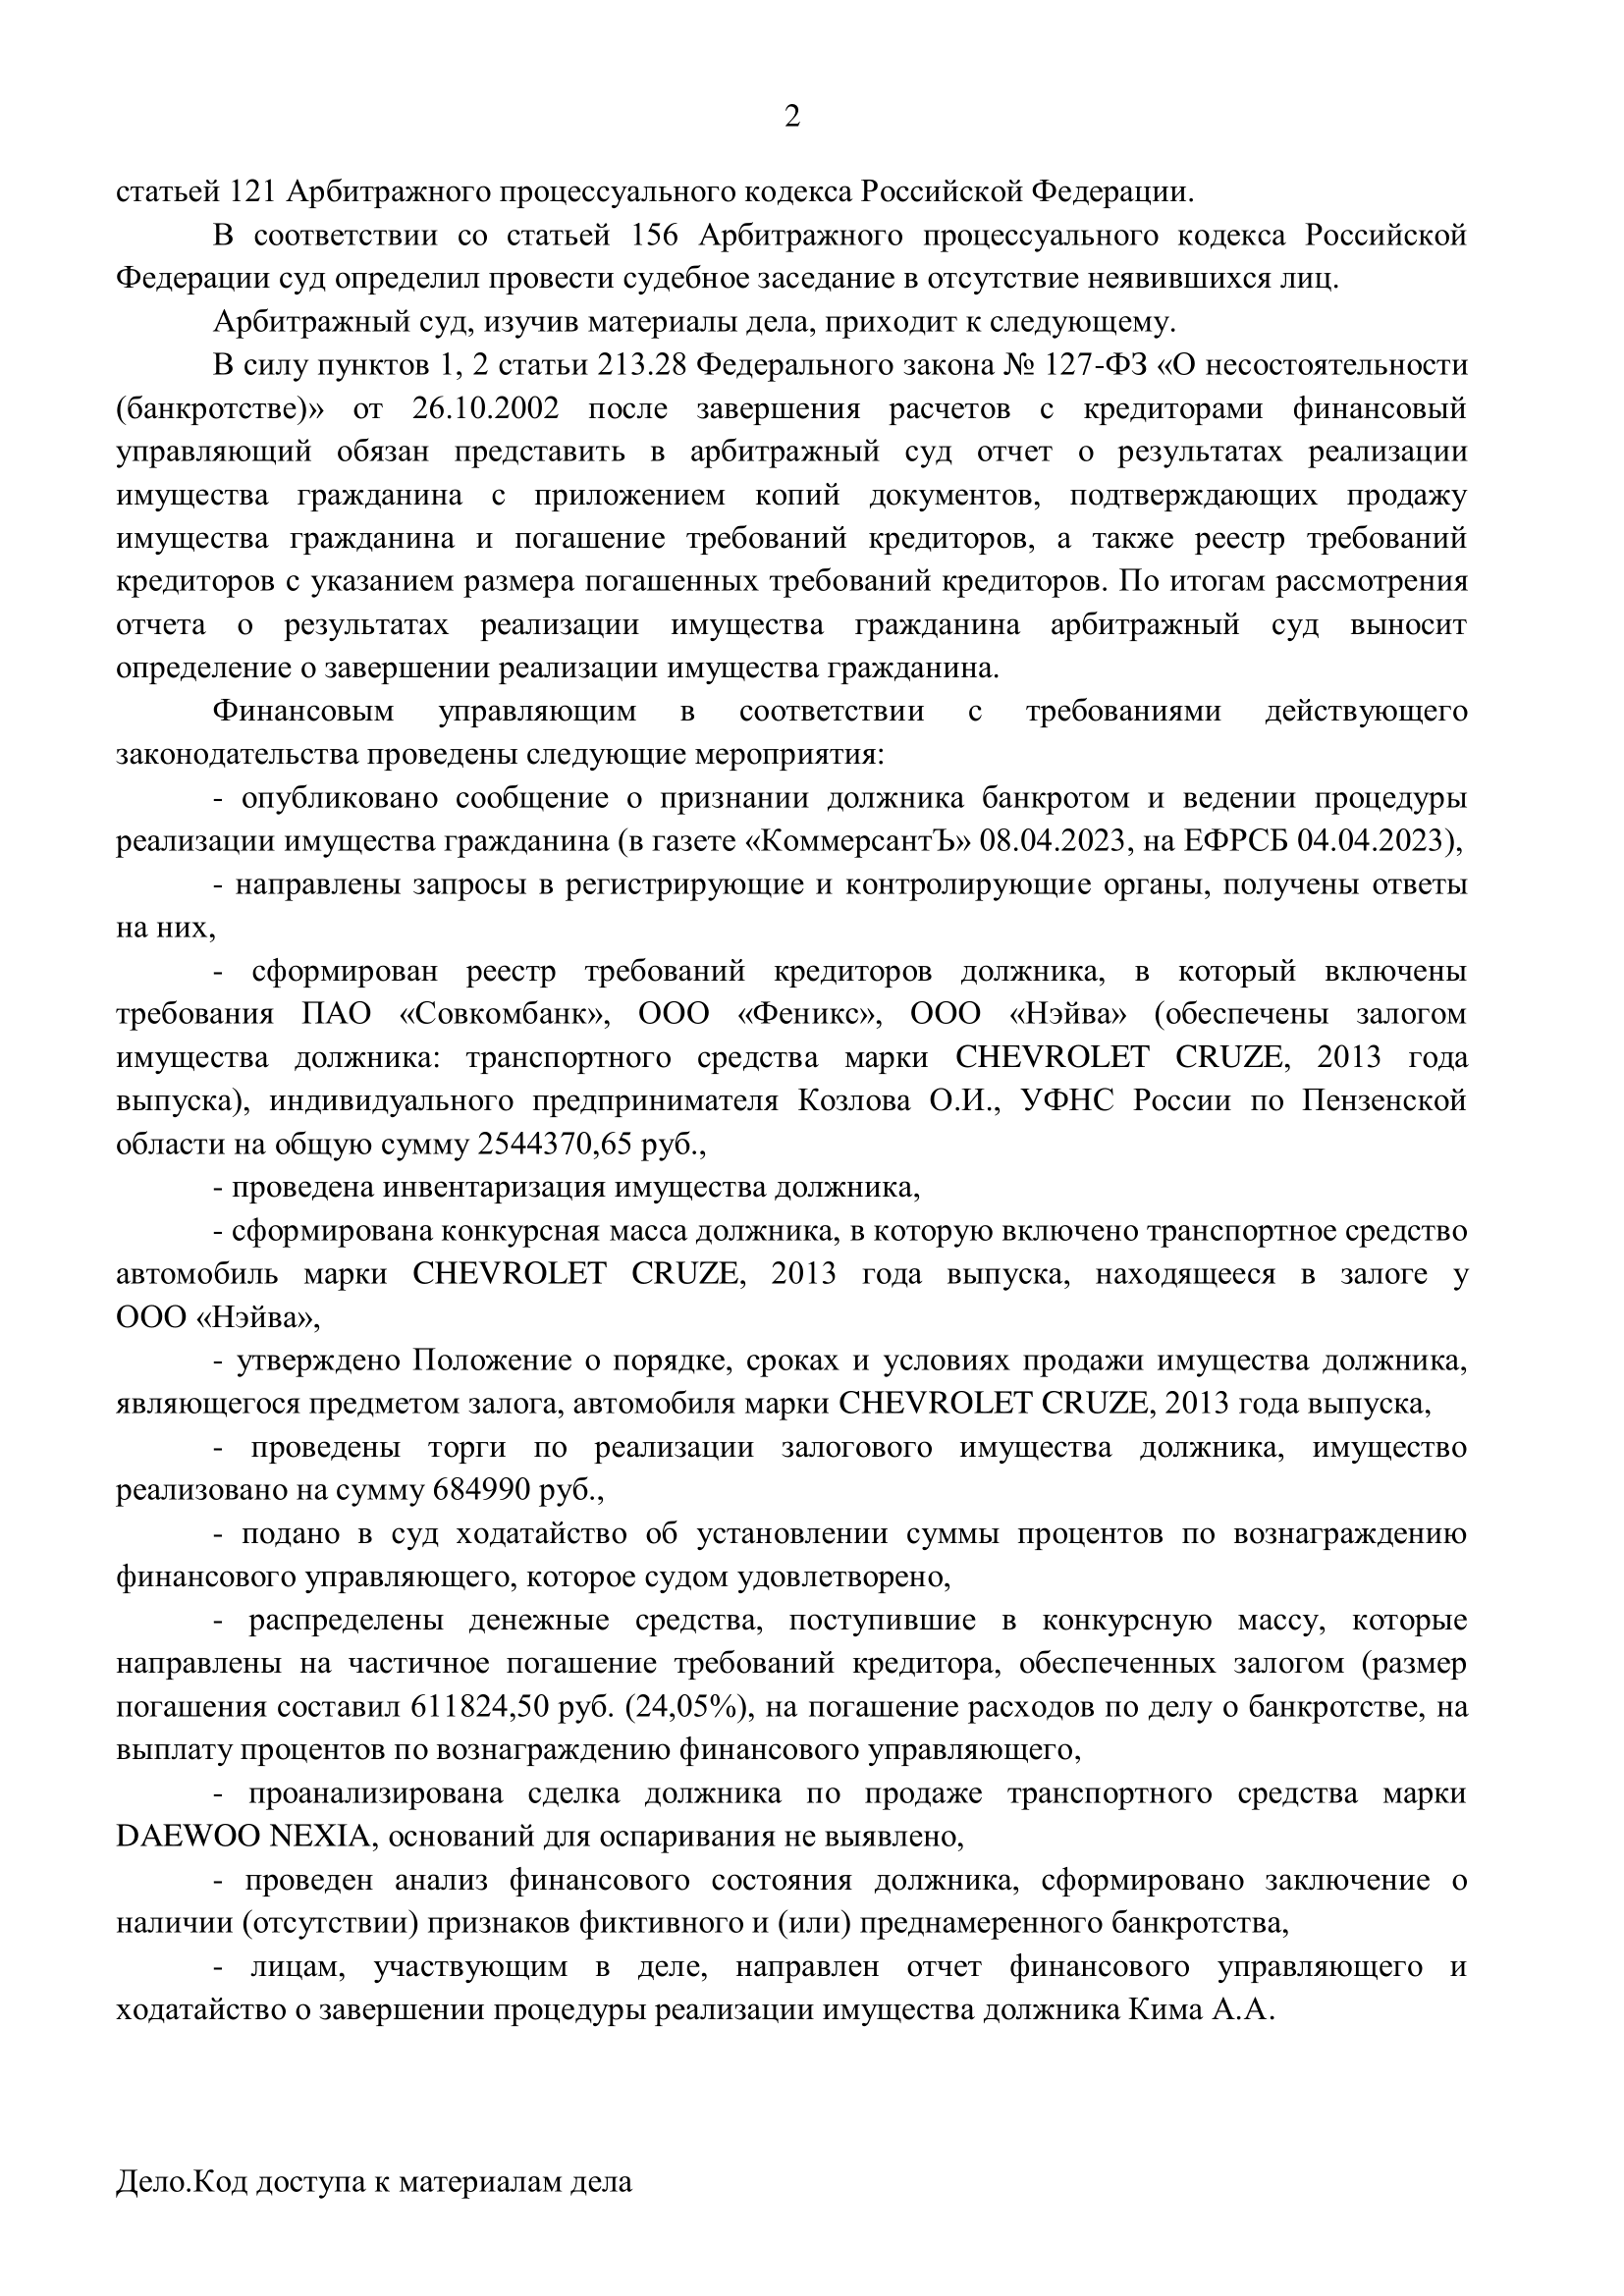 2
статьей 121 Арбитражного процессуального кодекса Российской Федерации.
В соответствии со статьей 156 Арбитражного процессуального кодекса Российской
Федерации суд определил провести судебное заседание в отсутствие неявившихся лиц.
Арбитражный суд, изучив материалы дела, приходит к следующему.
В силу пунктов 1, 2 статьи 213.28 Федерального закона № 127-ФЗ «О несостоятельности
(банкротстве)» от 26.10.2002 после завершения расчетов с кредиторами финансовый
управляющий обязан представить в арбитражный суд отчет о результатах реализации
имущества гражданина с приложением копий документов, подтверждающих продажу
имущества гражданина и погашение требований кредиторов, а также реестр требований
кредиторов с указанием размера погашенных требований кредиторов. По итогам рассмотрения
отчета о результатах реализации имущества гражданина арбитражный суд выносит
определение о завершении реализации имущества гражданина.
Финансовым управляющим в соответствии с требованиями действующего
законодательства проведены следующие мероприятия:
- опубликовано сообщение о признании должника банкротом и ведении процедуры
реализации имущества гражданина (в газете «КоммерсантЪ» 08.04.2023, на ЕФРСБ 04.04.2023),
- направлены запросы в регистрирующие и контролирующие органы, получены ответы
на них,
- сформирован реестр требований кредиторов должника, в который включены
требования ПАО «Совкомбанк», ООО «Феникс», ООО «Нэйва» (обеспечены залогом
имущества должника: транспортного средства марки CHEVROLET CRUZE, 2013 года
выпуска), индивидуального предпринимателя Козлова О.И., УФНС России по Пензенской
области на общую сумму 2544370,65 руб.,
- проведена инвентаризация имущества должника,
- сформирована конкурсная масса должника, в которую включено транспортное средство
автомобиль марки CHEVROLET CRUZE, 2013 года выпуска, находящееся в залоге у
ООО «Нэйва»,
- утверждено Положение о порядке, сроках и условиях продажи имущества должника,
являющегося предметом залога, автомобиля марки CHEVROLET CRUZE, 2013 года выпуска,
- проведены торги по реализации залогового имущества должника, имущество
реализовано на сумму 684990 руб.,
- подано в суд ходатайство об установлении суммы процентов по вознаграждению
финансового управляющего, которое судом удовлетворено,
- распределены денежные средства, поступившие в конкурсную массу, которые
направлены на частичное погашение требований кредитора, обеспеченных залогом (размер
погашения составил 611824,50 руб. (24,05%), на погашение расходов по делу о банкротстве, на
выплату процентов по вознаграждению финансового управляющего,
- проанализирована сделка должника по продаже транспортного средства марки
DAEWOO NEXIA, оснований для оспаривания не выявлено,
- проведен анализ финансового состояния должника, сформировано заключение о
наличии (отсутствии) признаков фиктивного и (или) преднамеренного банкротства,
- лицам, участвующим в деле, направлен отчет финансового управляющего и
ходатайство о завершении процедуры реализации имущества должника Кима А.А.
Дело.Код доступа к материалам дела